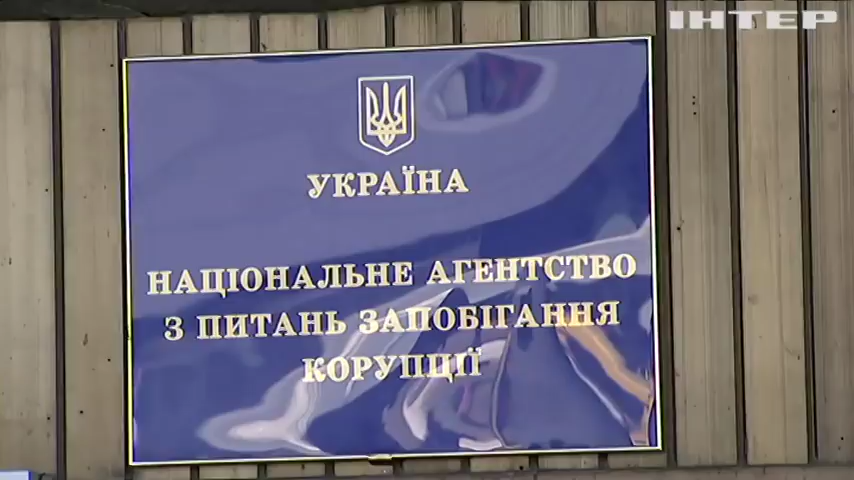 ІНТЕР
УКРАЇНА
НАЦІОНАЛЬНЕ АГЕНТСТВО
З ПИТАНЬ ЗАПОБІГАННЯ
КОРУПЦІЇ